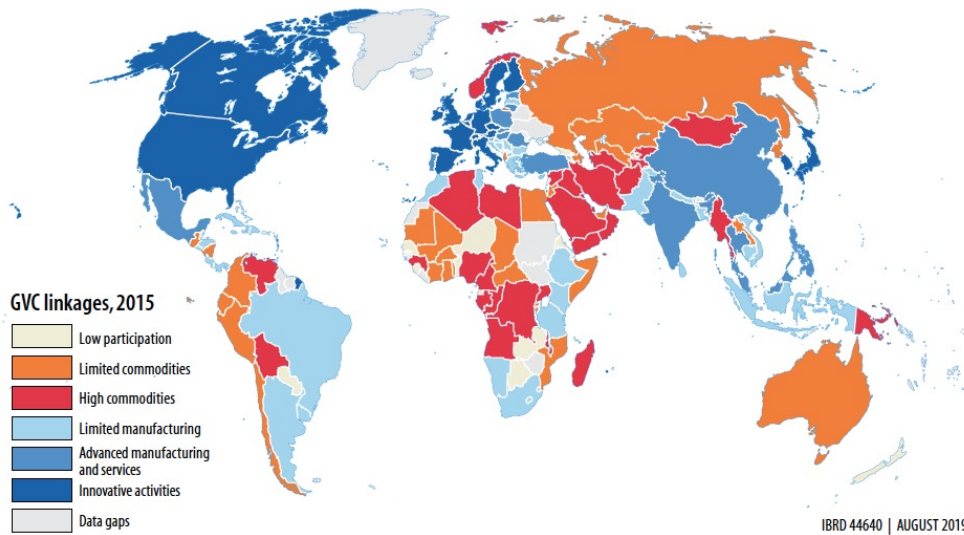 GVC linkages, 2015
Low participation
Limited commodities
High commodities
Limited manufacturing
Advanced manufacturing
and services
Innovative activities
Data gaps
IBRD 44640 | AUGUST 2019